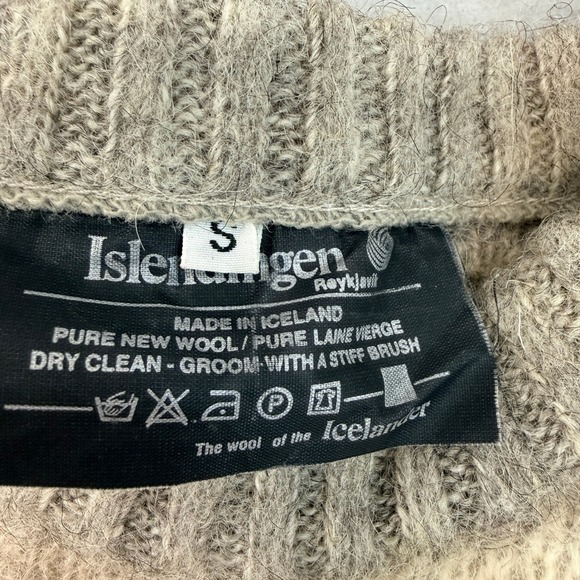 S
Islendingen
Reykjavik
MADE IN ICELAND
PURE NEW WOOL / PURE LAINE VIERGE
DRY CLEAN - GROOM WITH A STIFF BRUSH
P
The wool of the Icelander